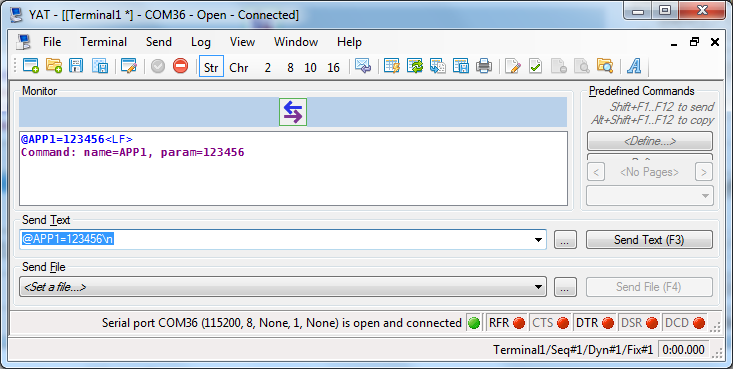 YAT - [[Terminal1 *] - COM36 - Open - Connected]
File Terminal Send Log View Window Help
Str Chr 2 8 10 16
Monitor
@APP1=123456<LF>
Command: name=APP1, param=123456
Predefined Commands
Shift+F1..F12 to send
Alt+Shift+F1..F12 to copy
<Define...>
< <No Pages> >
Send Text
@APP1=123456\n
... Send Text (F3)
Send File
<Set a file...>
... Send File (F4)
Serial port COM36 (115200, 8, None, 1, None) is open and connected RFR CTS DTR DSR DCD
Terminal1/Seq#1/Dyn#1/Fix#1 0:00.000